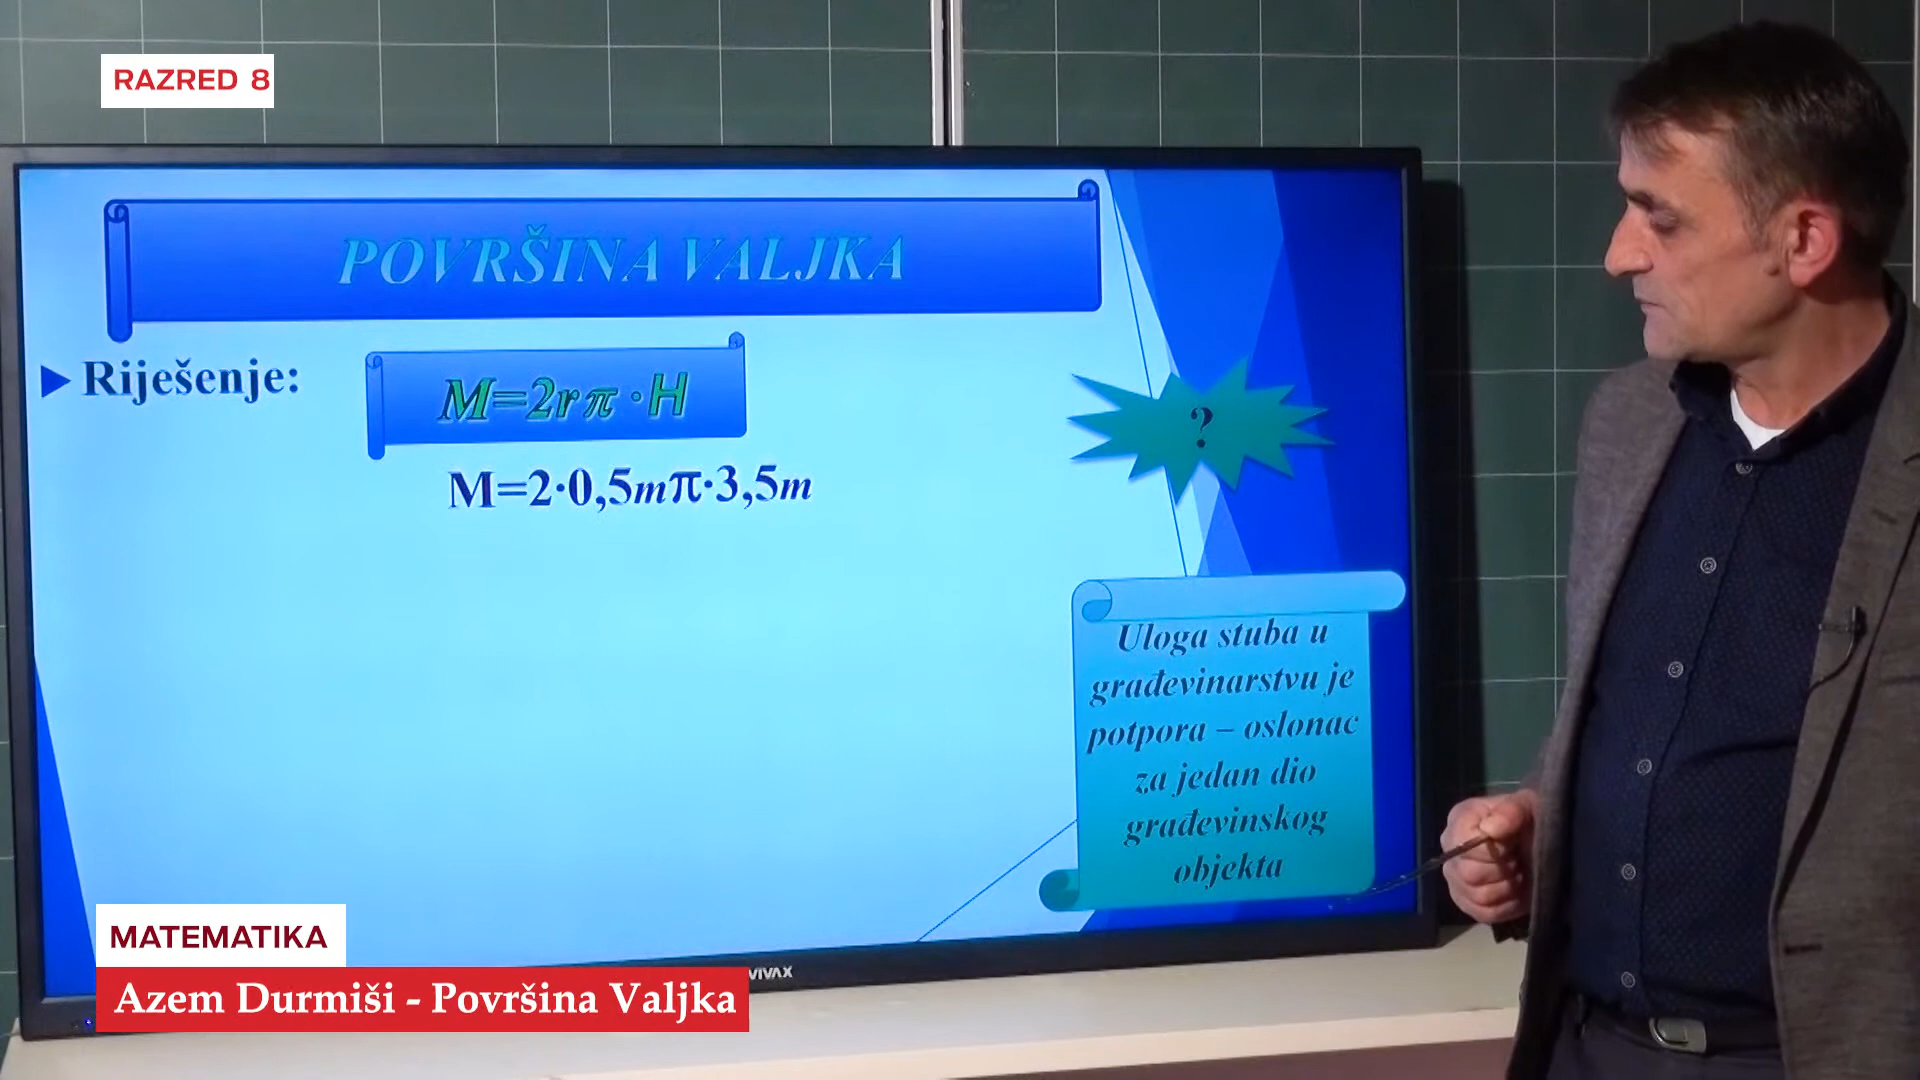 RAZRED 8
POVRŠINA VALJKA
Riješenje:
M=2rπ·H
M=2·0,5mπ·3,5m
?
Uloga stuba u
građevinarstvu je
potpora – oslonac
za jedan dio
građevinskog
objekta
VIVAX
MATEMATIKA
Azem Durmiši - Površina Valjka